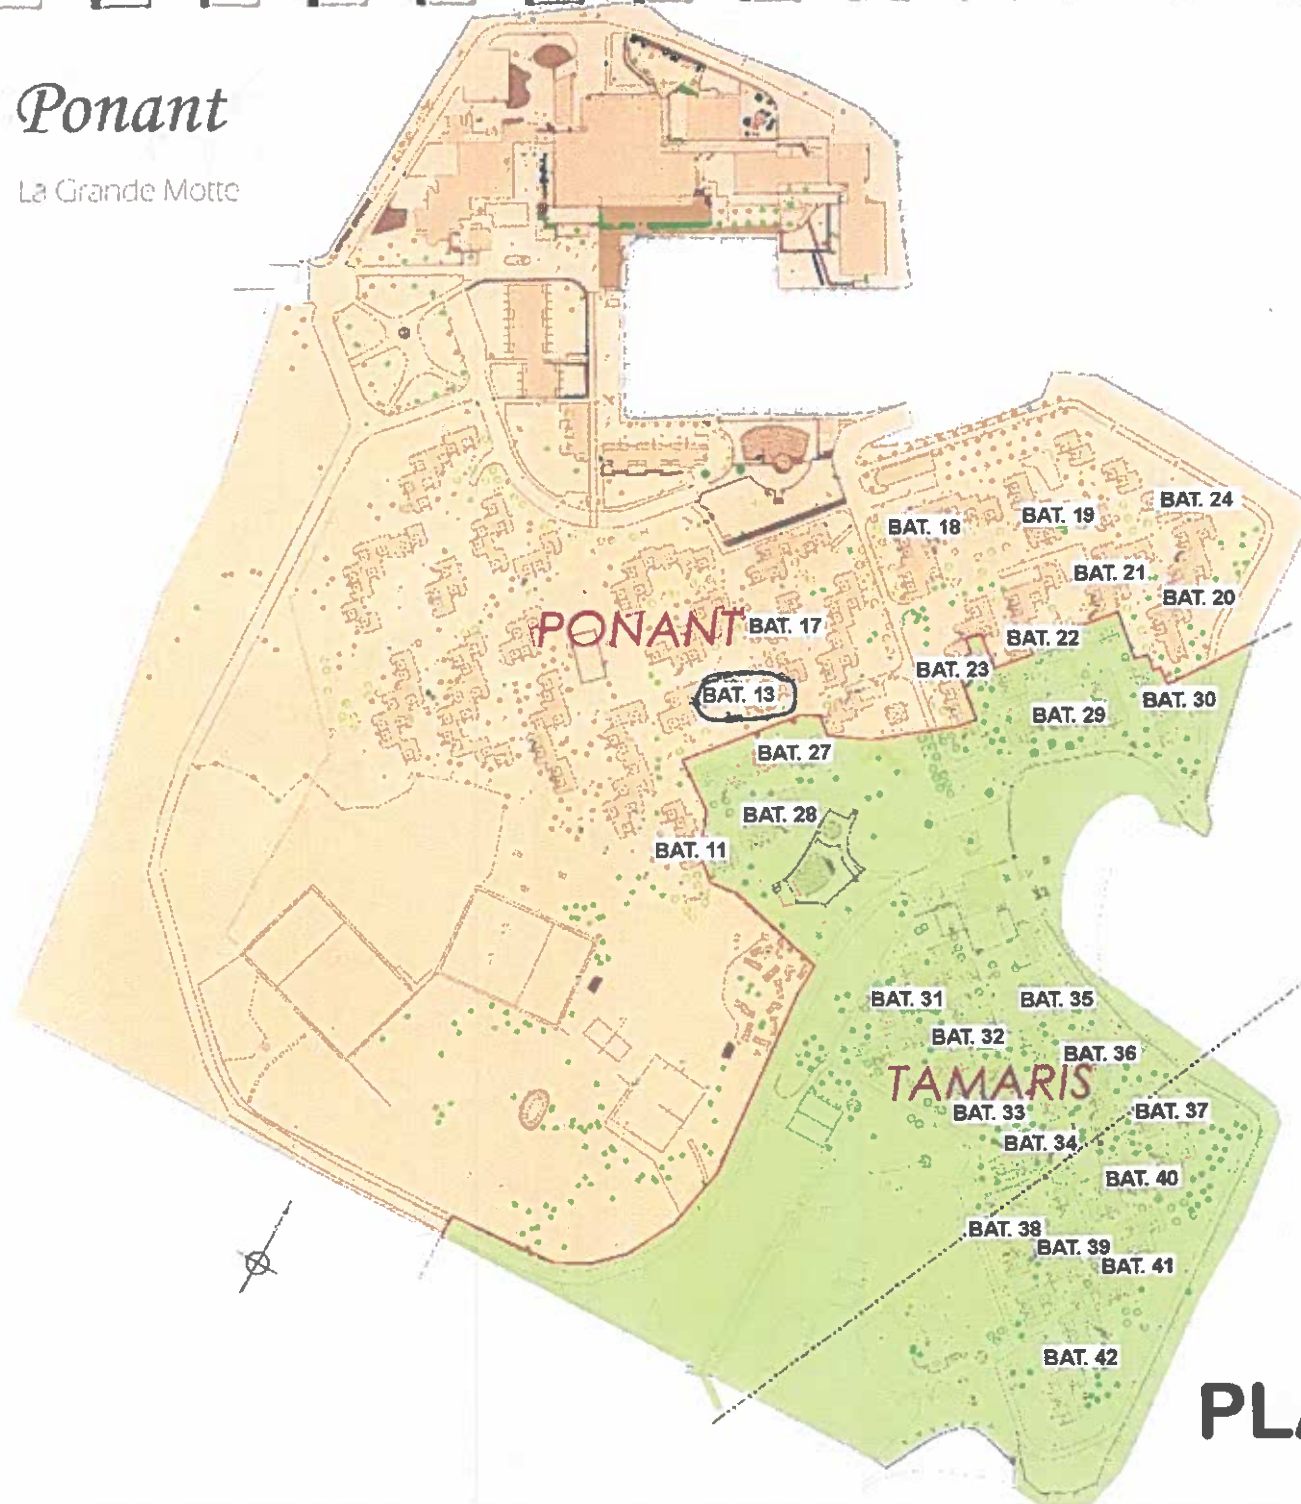 Ponant
La Grande Motte
BAT. 24
BAT. 18
BAT. 19
BAT. 21
BAT. 20
PONANT
BAT. 17
BAT. 22
BAT. 23
BAT. 13
BAT. 30
BAT. 29
BAT. 27
BAT. 28
BAT. 11
BAT. 31
BAT. 35
BAT. 32
BAT. 36
TAMARIS
BAT. 33
BAT. 37
BAT. 34
BAT. 40
BAT. 38
BAT. 39
BAT. 41
BAT. 42
PLA